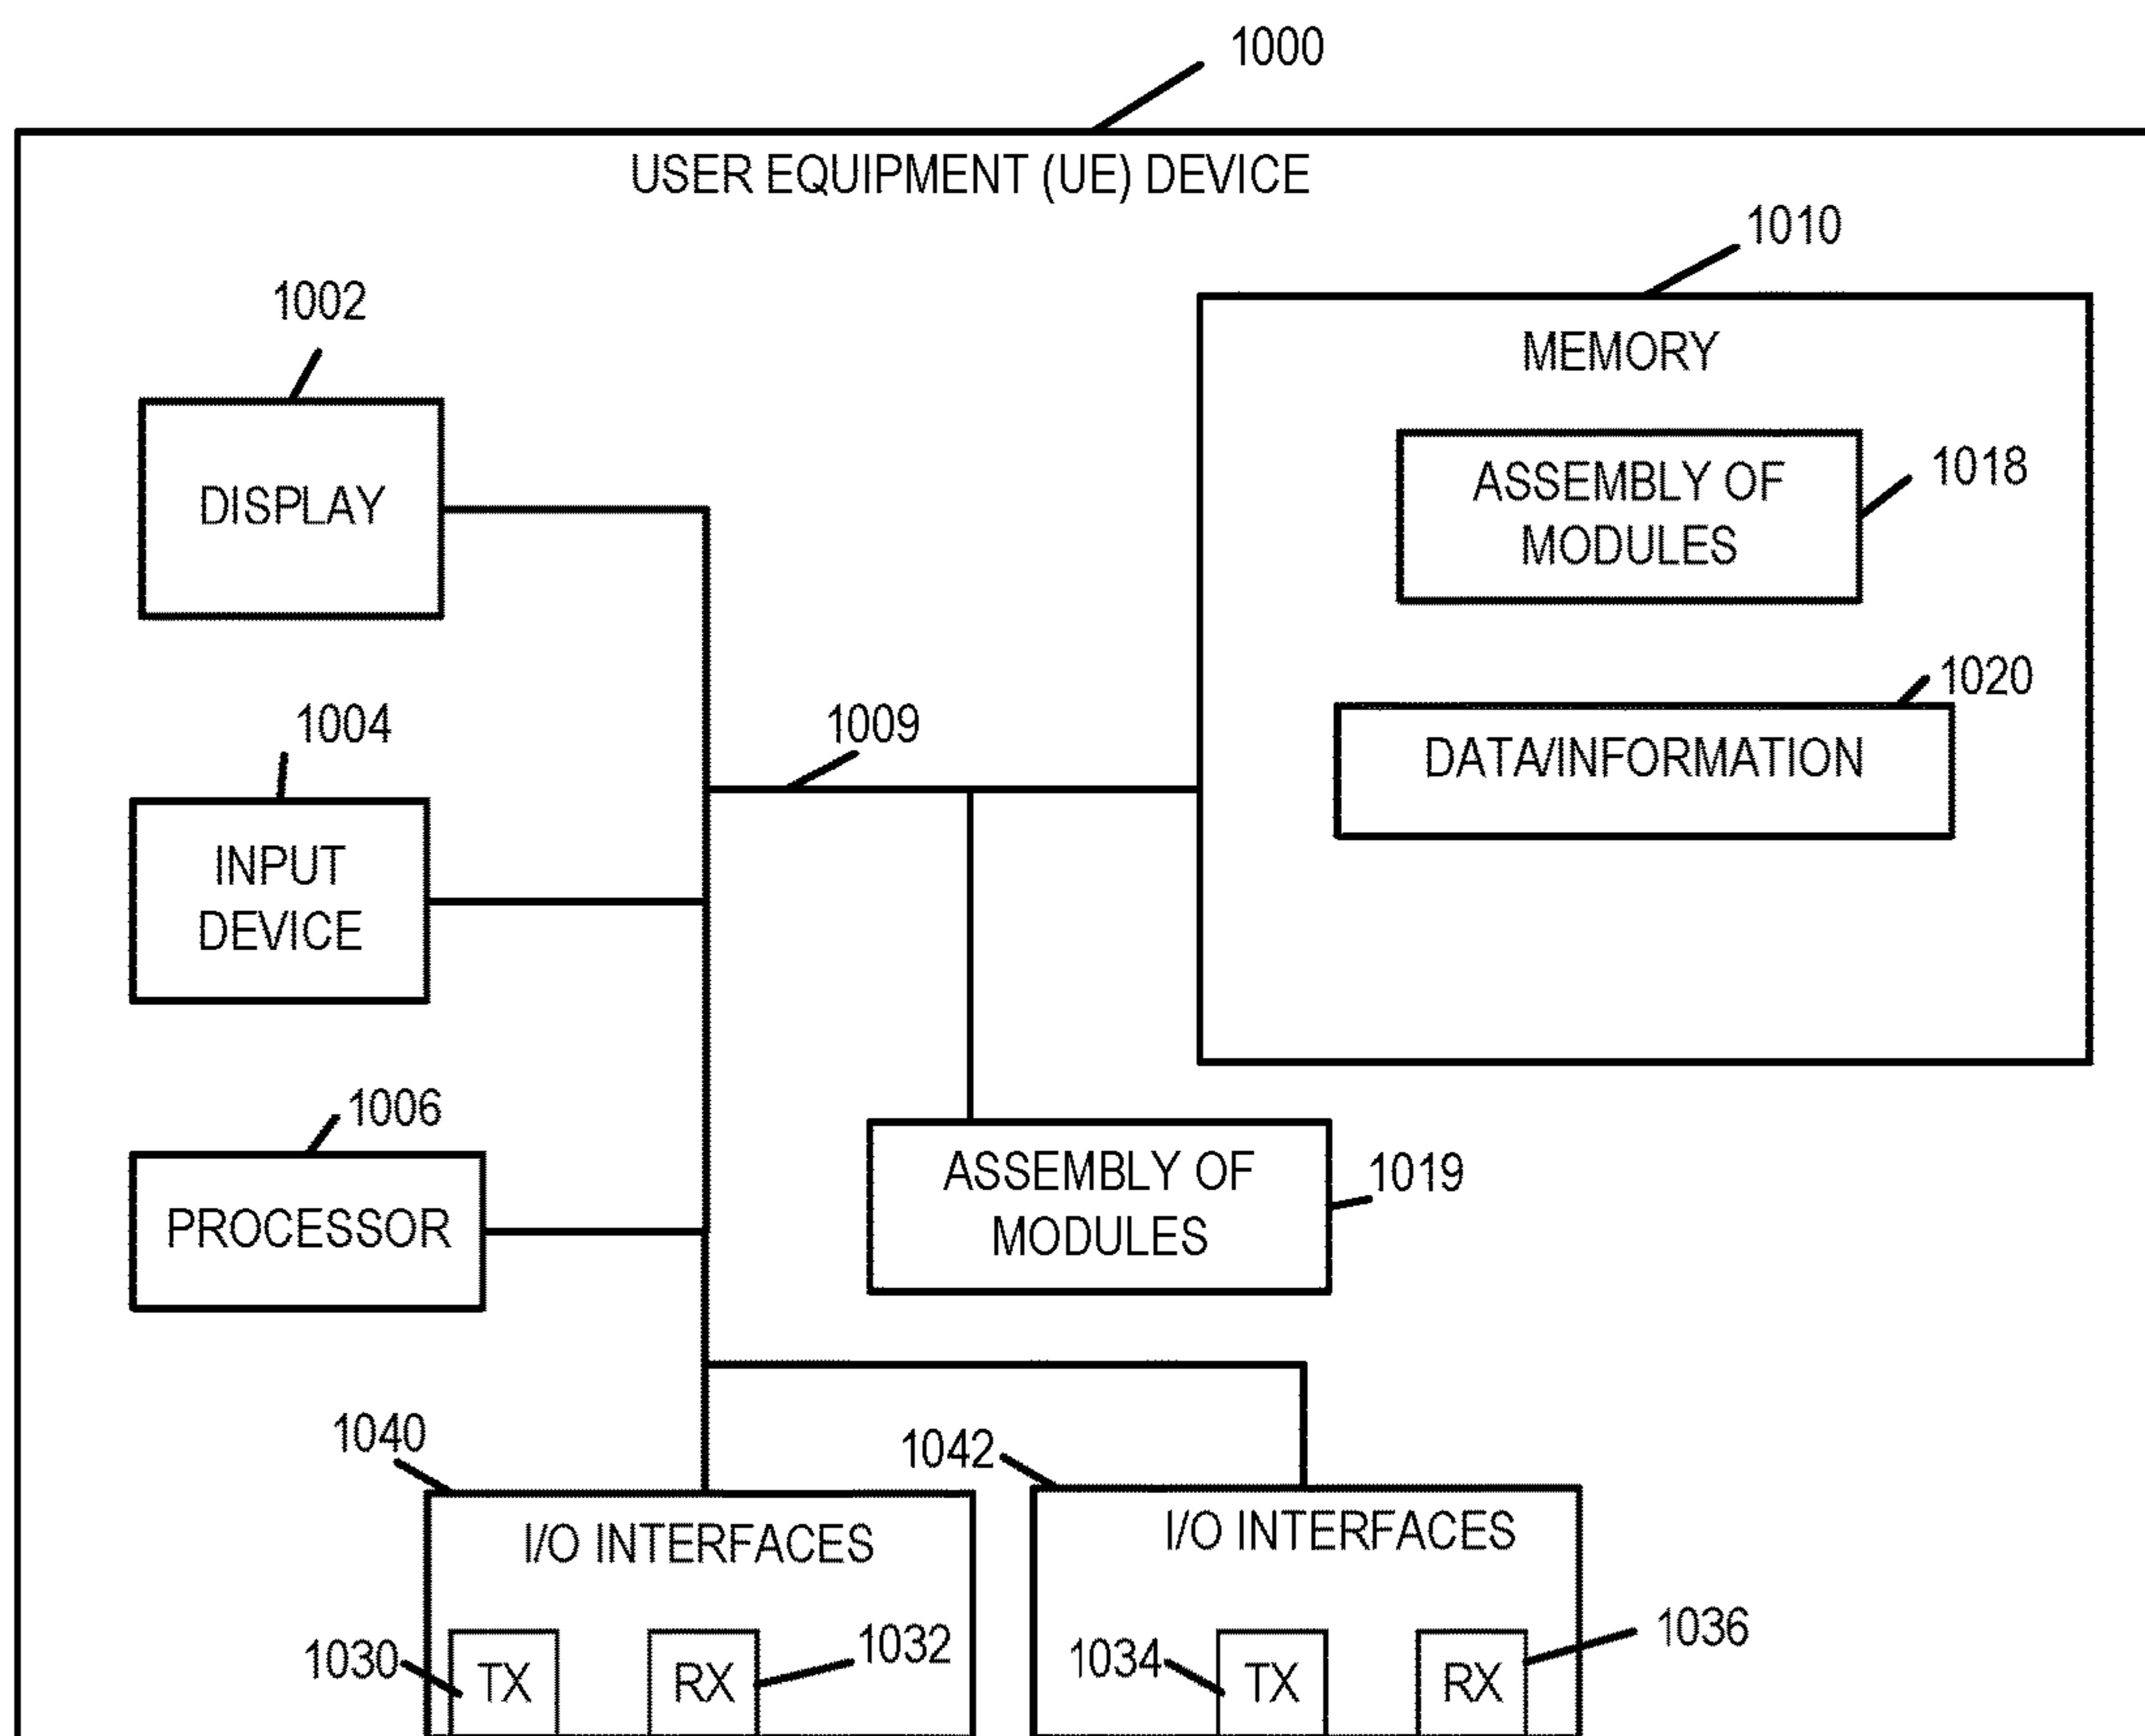 1000
USER EQUIPMENT (UE) DEVICE
1010
1002
MEMORY
DISPLAY
ASSEMBLY OF
MODULES
1018
1020
1004
1009
DATA/INFORMATION
INPUT
DEVICE
1006
PROCESSOR
ASSEMBLY OF
MODULES
1019
1040
1042
I/O INTERFACES
I/O INTERFACES
1030
TX
RX
1032
1034
TX
RX
1036